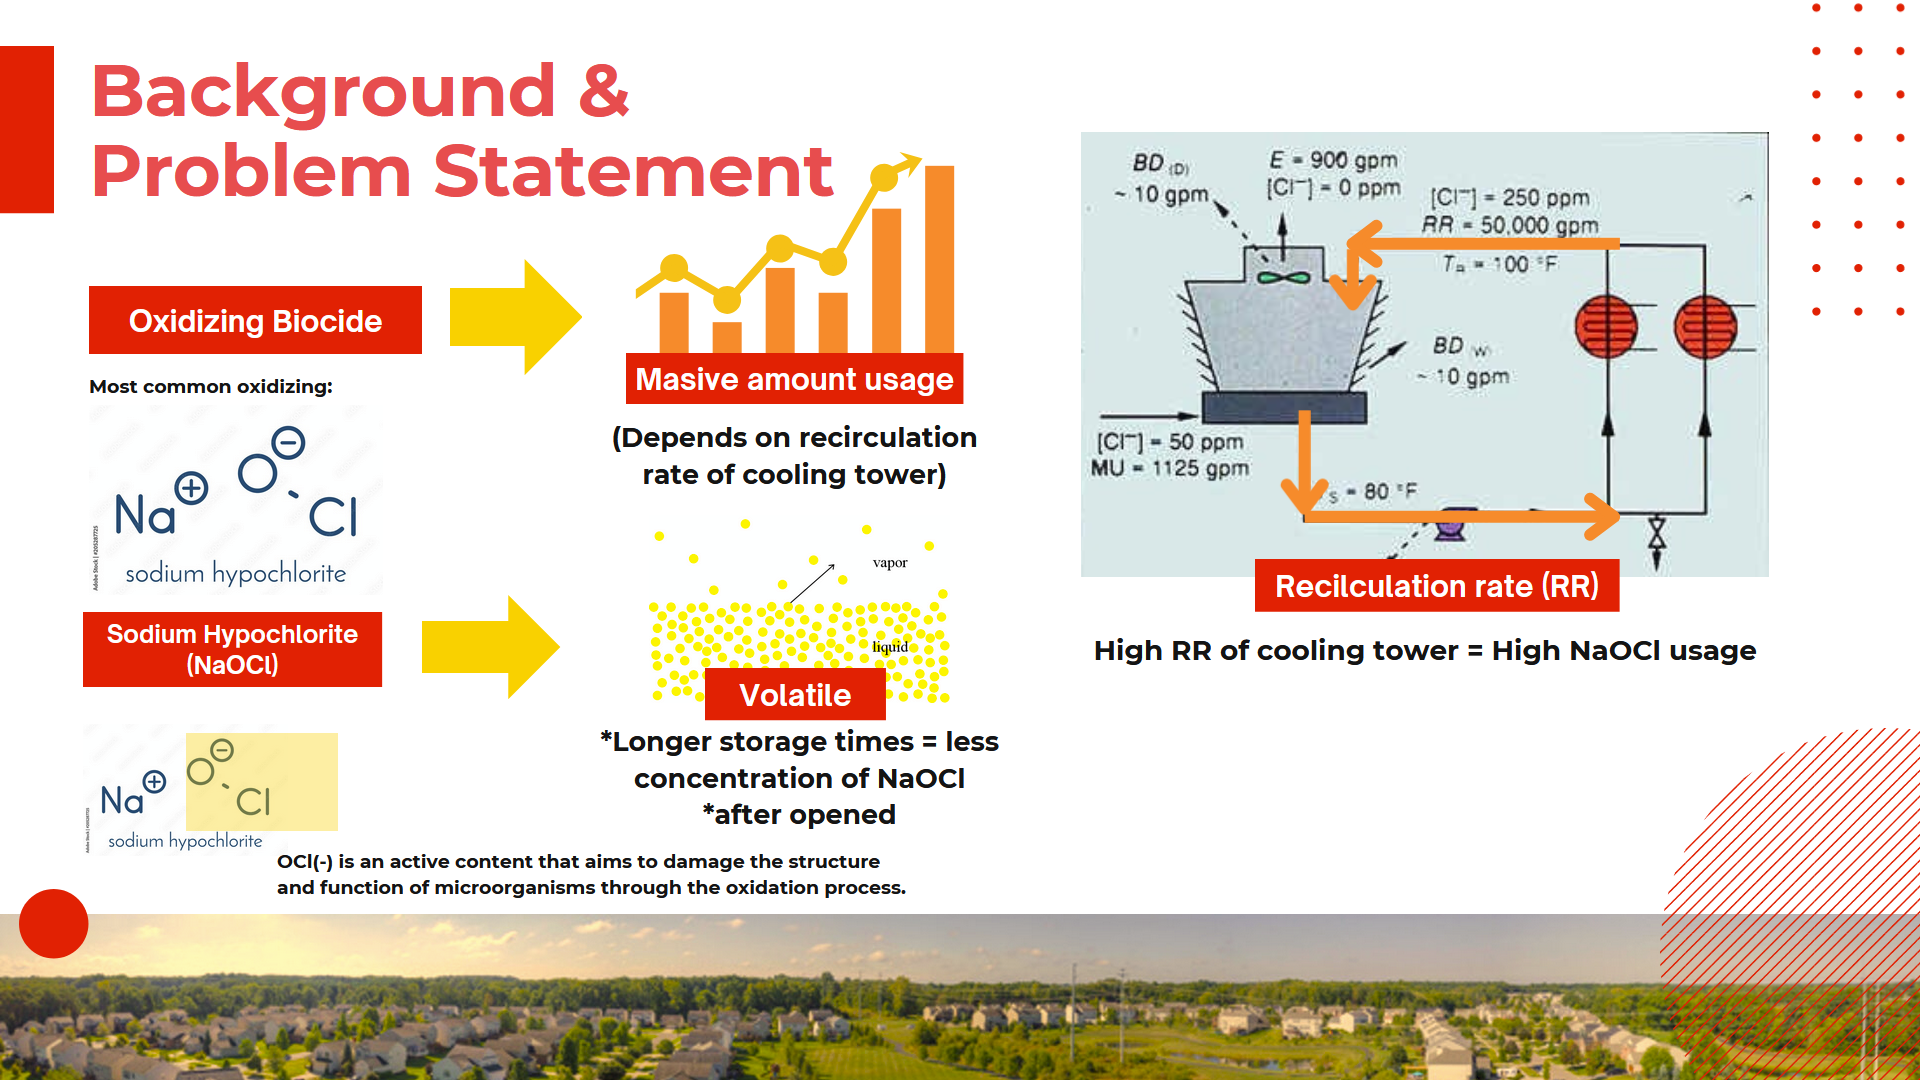 Background &
Problem Statement
Oxidizing Biocide
Most common oxidizing:
Na
O
Cl
sodium hypochlorite
Sodium Hypochlorite
(NaOCl)
Na
O
Cl
sodium hypochlorite
OCl(-) is an active content that aims to damage the structure
and function of microorganisms through the oxidation process.
Masive amount usage
(Depends on recirculation
rate of cooling tower)
vapor
liquid
Volatile
*Longer storage times = less
concentration of NaOCl
*after opened
BD (D)
~ 10 gpm
E = 900 gpm
[Cl⁻] = 0 ppm
[Cl⁻] = 250 ppm
RR = 50,000 gpm
= 100 °F
BD W
~ 10 gpm
[Cl⁻] = 50 ppm
MU = 1125 gpm
S = 80 °F
Recilculation rate (RR)
High RR of cooling tower = High NaOCl usage